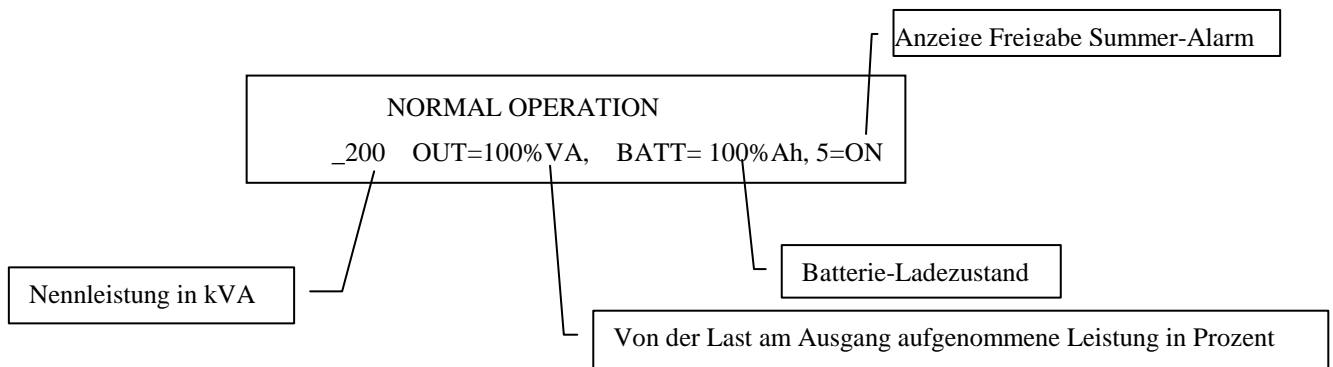 Anzeige Freigabe Summer-Alarm
NORMAL OPERATION
_200 OUT=100%VA, BATT= 100%Ah, 5=ON
Batterie-Ladezustand
Nennleistung in kVA
Von der Last am Ausgang aufgenommene Leistung in Prozent